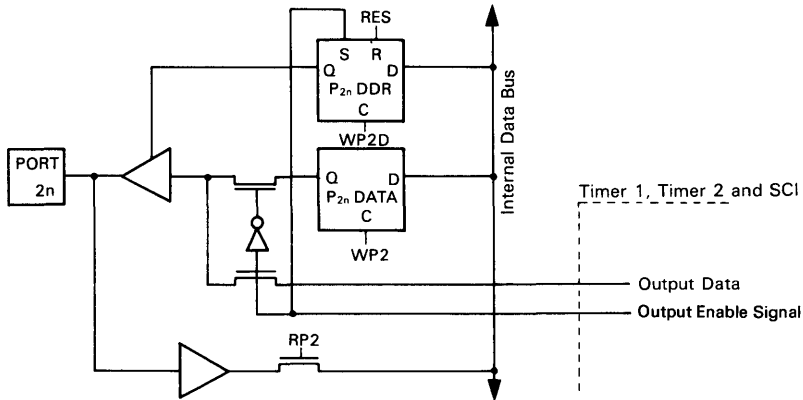 RES
S R
Q D
P2n DDR
C
WP2D
PORT
2n
Q D
P2n DATA
C
WP2
Internal Data Bus
Timer 1, Timer 2 and SCI
Output Data
Output Enable Signal
RP2